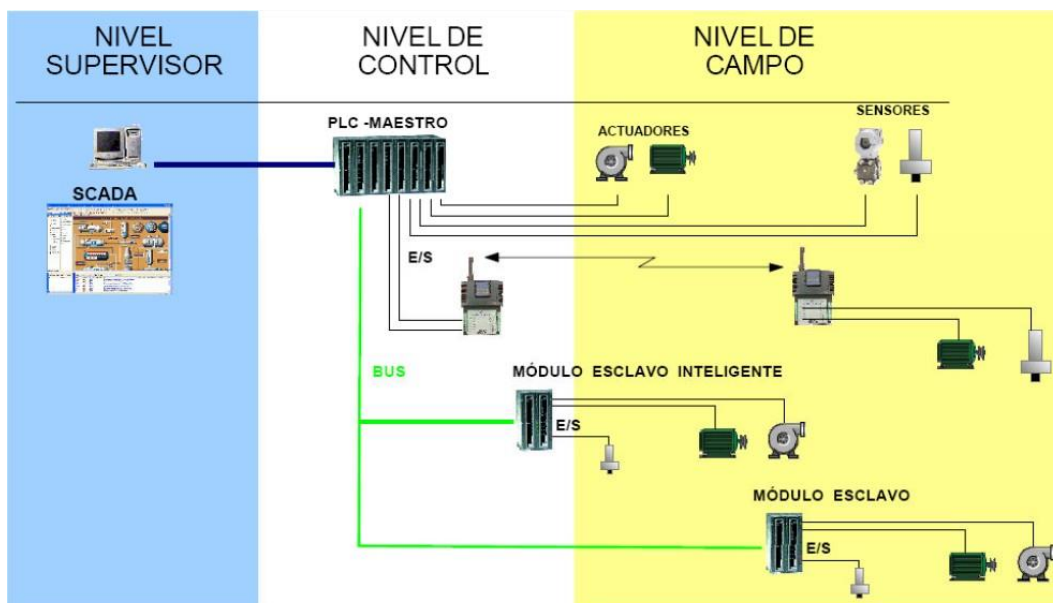 NIVEL
SUPERVISOR
NIVEL DE
CONTROL
NIVEL DE
CAMPO
PLC -MAESTRO
ACTUADORES
SENSORES
SCADA
E/S
BUS
MÓDULO ESCLAVO INTELIGENTE
E/S
MÓDULO ESCLAVO
E/S